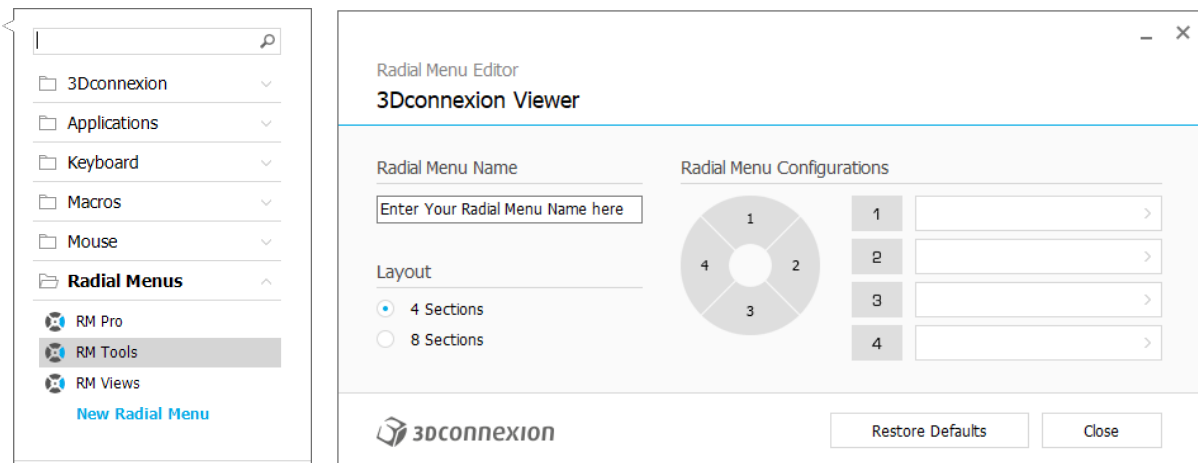 3Dconnexion
Applications
Keyboard
Macros
Mouse
Radial Menus
RM Pro
RM Tools
RM Views
New Radial Menu
Radial Menu Editor
3Dconnexion Viewer
Radial Menu Name
Enter Your Radial Menu Name here
Layout
4 Sections
8 Sections
Radial Menu Configurations
1
2
3
4
1
2
3
4
3Dconnexion
Restore Defaults
Close